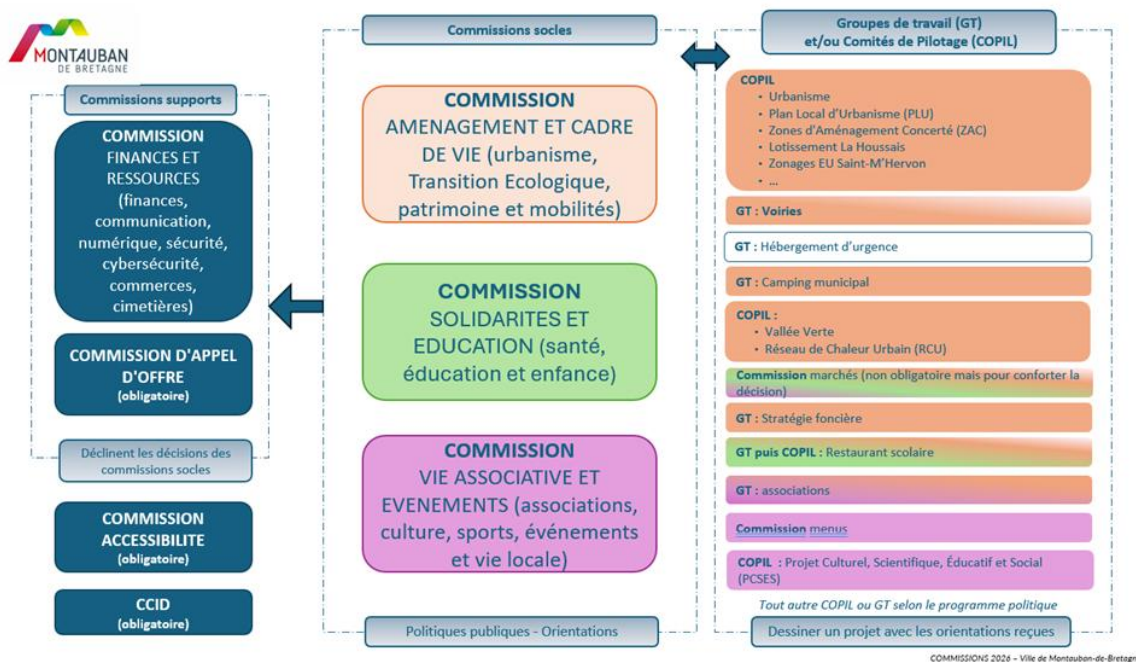 MONTAUBAN
DE BRETAGNE
Commissions supports
COMMISSION
FINANCES ET
RESSOURCES
(finances,
communication,
numérique, sécurité,
cybersécurité,
commerces,
cimetières)
COMMISSION D'APPEL
D'OFFRE
(obligatoire)
Déclinent les décisions des
commissions socles
COMMISSION
ACCESSIBILITE
(obligatoire)
CCID
(obligatoire)
Commissions socles
COMMISSION
AMENAGEMENT ET CADRE
DE VIE (urbanisme,
Transition Ecologique,
patrimoine et mobilités)
COMMISSION
SOLIDARITES ET
EDUCATION (santé,
éducation et enfance)
COMMISSION
VIE ASSOCIATIVE ET
EVENEMENTS (associations,
culture, sports, événements
et vie locale)
Politiques publiques - Orientations
Groupes de travail (GT)
et/ou Comités de Pilotage (COPIL)
COPIL
• Urbanisme
• Plan Local d'Urbanisme (PLU)
• Zones d'Aménagement Concerté (ZAC)
• Lotissement La Houssais
• Zonages EU Saint-M'Hervon
• ...
GT : Voiries
GT : Hébergement d'urgence
GT : Camping municipal
COPIL :
• Vallée Verte
• Réseau de Chaleur Urbain (RCU)
Commission marchés (non obligatoire mais pour conforter la
décision)
GT : Stratégie foncière
GT puis COPIL : Restaurant scolaire
GT : associations
Commission menus
COPIL : Projet Culturel, Scientifique, Éducatif et Social
(PCSES)
Tout autre COPIL ou GT selon le programme politique
Dessiner un projet avec les orientations reçues
COMMISSIONS 2026 – Ville de Montauban-de-Bretagn